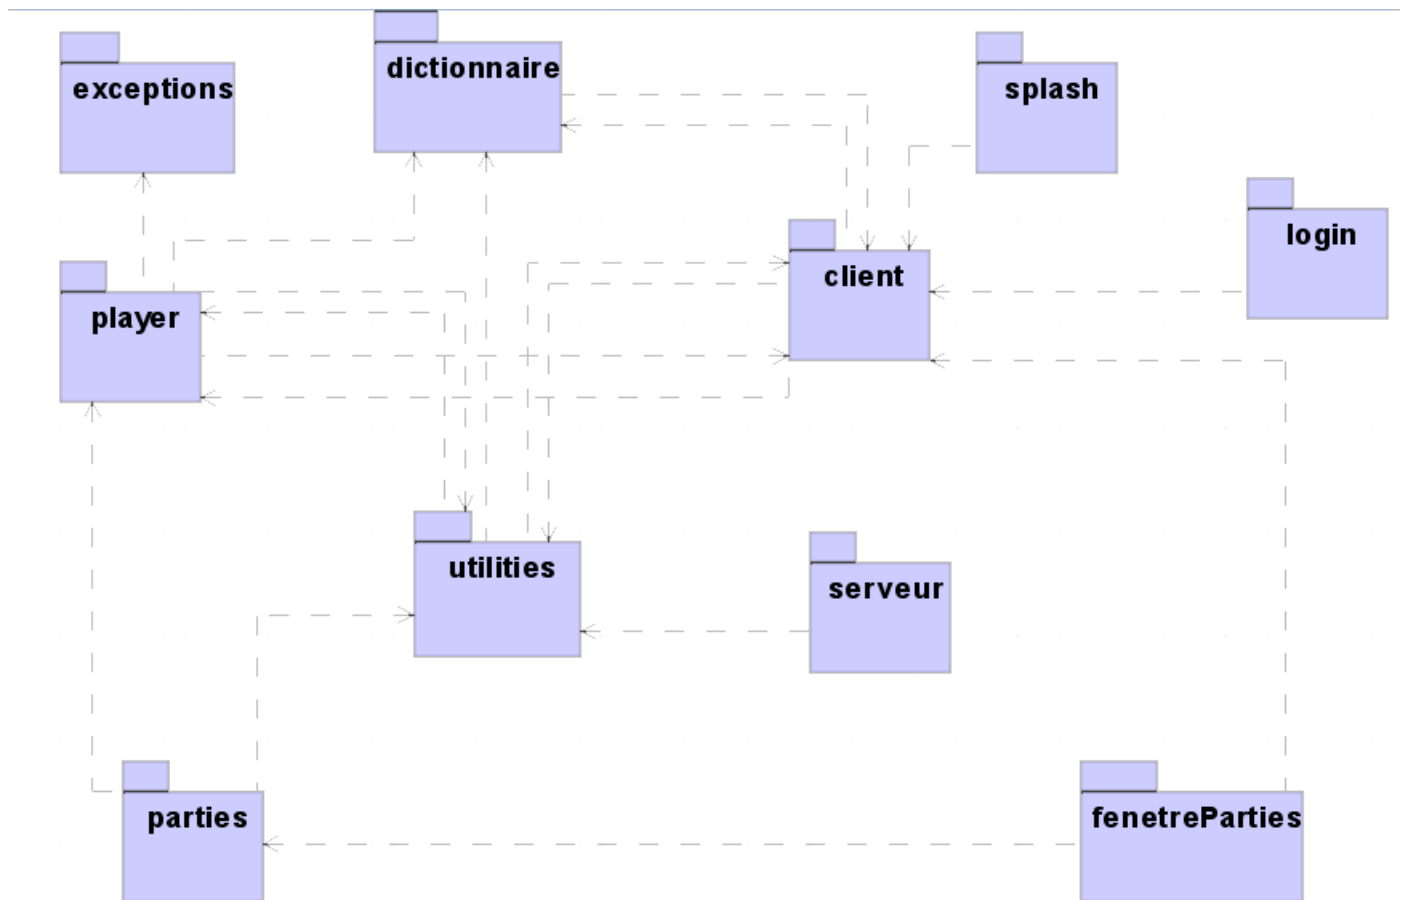 dictionnaire
exceptions
splash
login
client
player
utilities
serveur
parties
fenetreParties